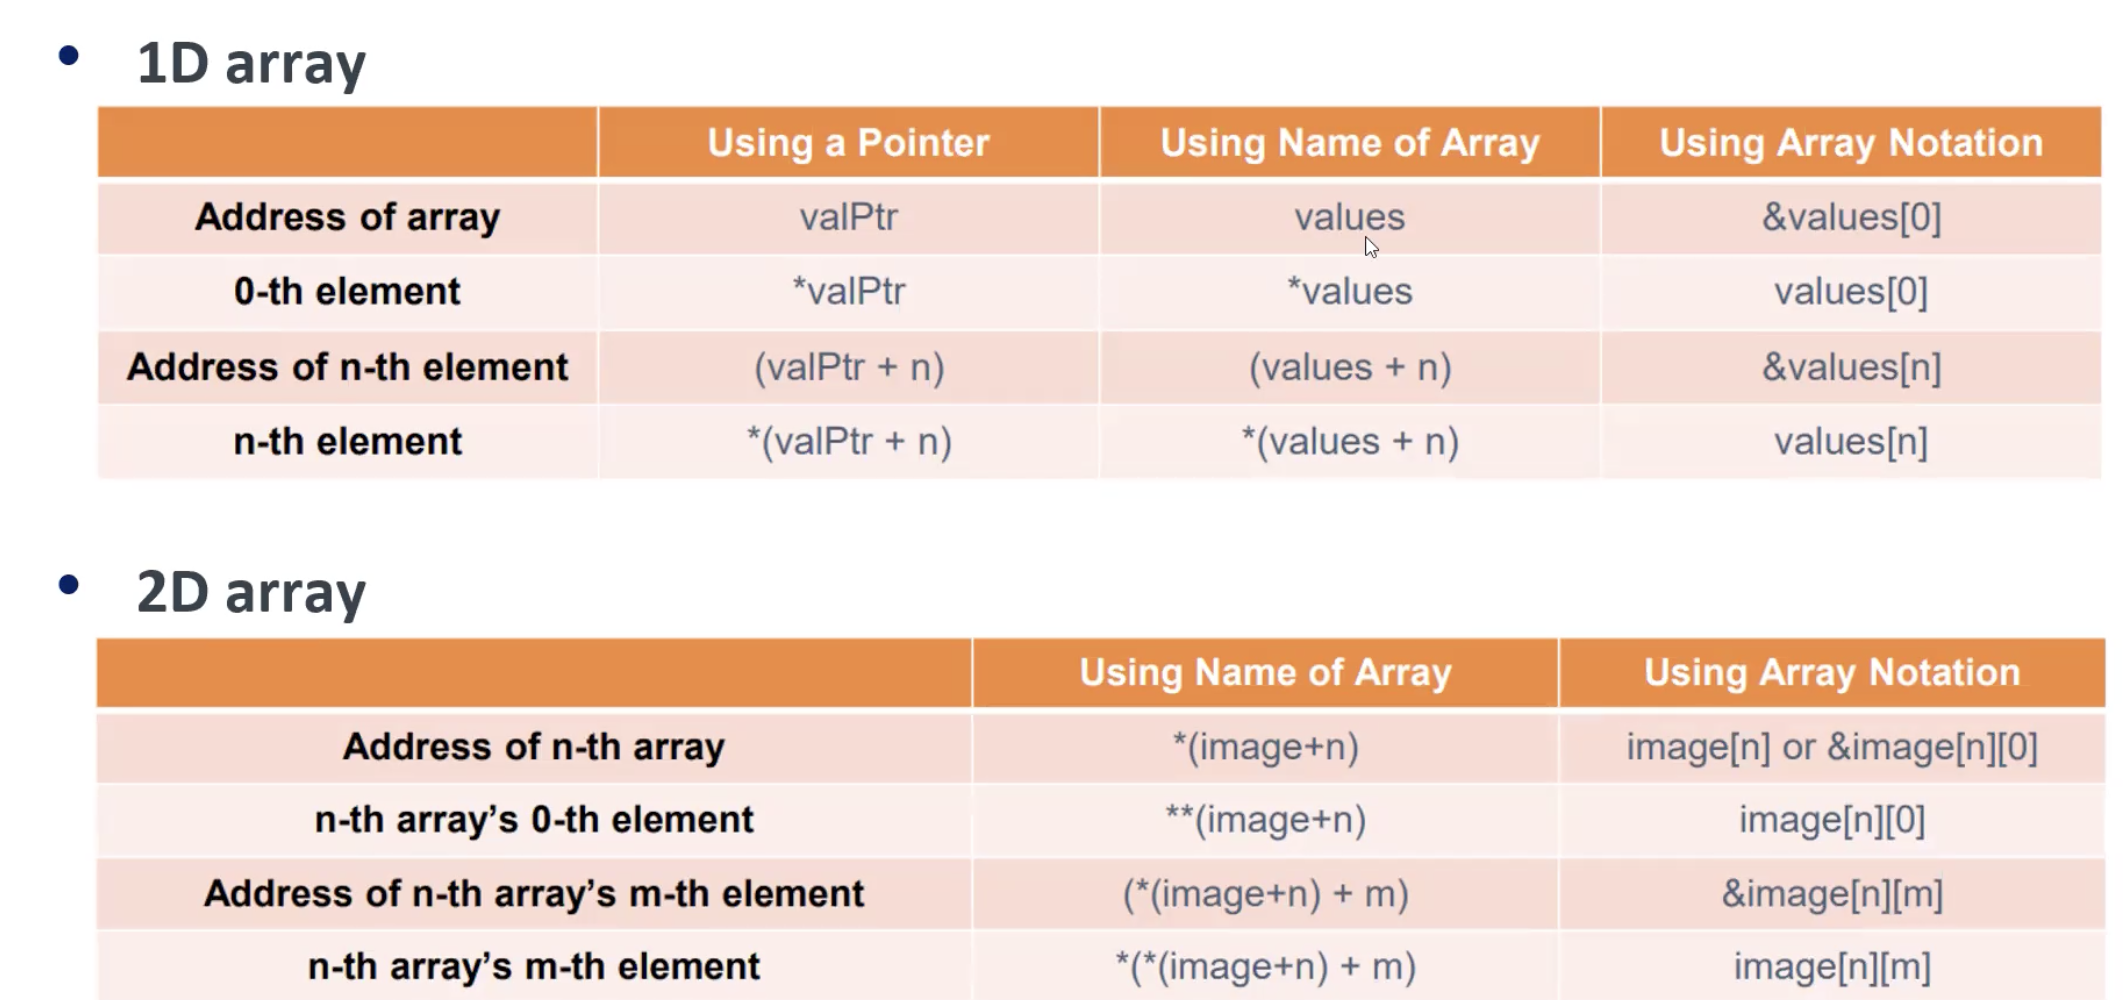 • 1D array
Using a Pointer Using Name of Array Using Array Notation
Address of array valPtr values &values[0]
0-th element *valPtr *values values[0]
Address of n-th element (valPtr + n) (values + n) &values[n]
n-th element *(valPtr + n) *(values + n) values[n]
• 2D array
Using Name of Array Using Array Notation
Address of n-th array *(image+n) image[n] or &image[n][0]
n-th array’s 0-th element **(image+n) image[n][0]
Address of n-th array’s m-th element (*(image+n) + m) &image[n][m]
n-th array’s m-th element *(*(image+n) + m) image[n][m]